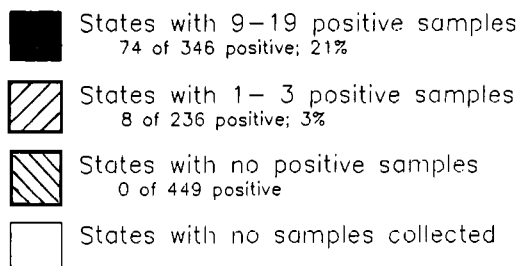 States with 9-19 positive samples
74 of 346 positive; 21%
States with 1- 3 positive samples
8 of 236 positive; 3%
States with no positive samples
0 of 449 positive
States with no samples collected